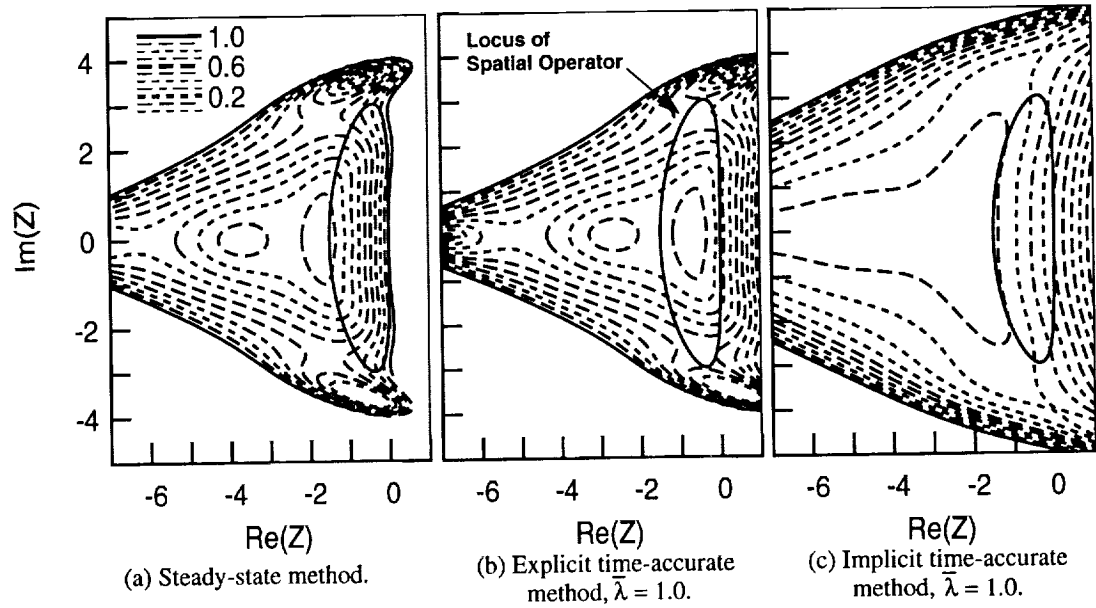 1.0
0.6
0.2
Locus of
Spatial Operator
4
2
0
-2
-4
Im(Z)
-6 -4 -2 0
-6 -4 -2 0
-6 -4 -2 0
Re(Z)
Re(Z)
Re(Z)
(a) Steady-state method.
(b) Explicit time-accurate
method, λ̄ = 1.0.
(c) Implicit time-accurate
method, λ̄ = 1.0.